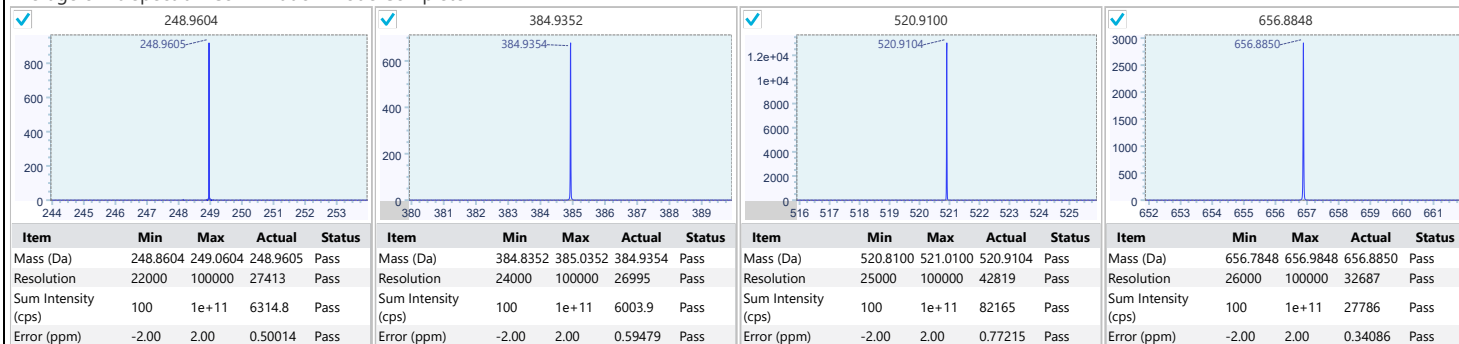 248.9604
384.9352
520.9100
656.8848
248.9605
800
600
400
200
0
244 245 246 247 248 249 250 251 252 253
384.9354
600
400
200
0
380 381 382 383 384 385 386 387 388 389
520.9104
1.2e+04
1e+04
8000
6000
4000
2000
0
516 517 518 519 520 521 522 523 524 525
656.8850
3000
2500
2000
1500
1000
500
0
652 653 654 655 656 657 658 659 660 661
Item Min Max Actual Status
Mass (Da) 248.8604 249.0604 248.9605 Pass
Resolution 22000 100000 27413 Pass
Sum Intensity
(cps) 100 1e+11 6314.8 Pass
Error (ppm) -2.00 2.00 0.50014 Pass
Item Min Max Actual Status
Mass (Da) 384.8352 385.0352 384.9354 Pass
Resolution 24000 100000 26995 Pass
Sum Intensity
(cps) 100 1e+11 6003.9 Pass
Error (ppm) -2.00 2.00 0.59479 Pass
Item Min Max Actual Status
Mass (Da) 520.8100 521.0100 520.9104 Pass
Resolution 25000 100000 42819 Pass
Sum Intensity
(cps) 100 1e+11 82165 Pass
Error (ppm) -2.00 2.00 0.77215 Pass
Item Min Max Actual Status
Mass (Da) 656.7848 656.9848 656.8850 Pass
Resolution 26000 100000 32687 Pass
Sum Intensity
(cps) 100 1e+11 27786 Pass
Error (ppm) -2.00 2.00 0.34086 Pass